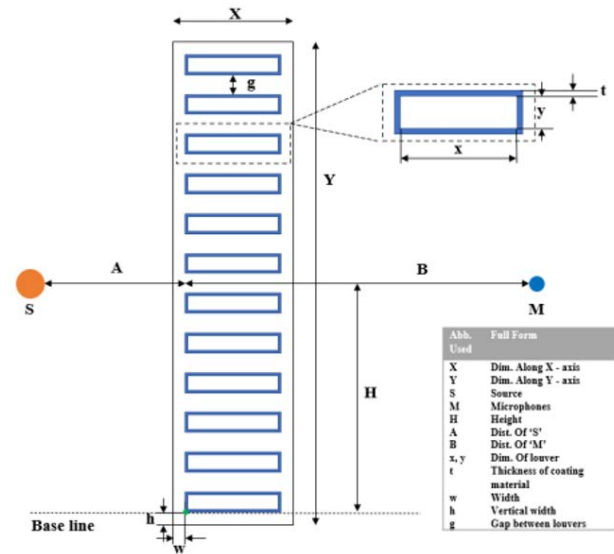 X
g
t
y
x
Y
A
B
S
M
H
Base line
h
w
Abb. Used Full Form
X Dim. Along X - axis
Y Dim. Along Y - axis
S Source
M Microphones
H Height
A Dist. Of ‘S’
B Dist. Of ‘M’
x, y Dim. Of louver
t Thickness of coating
material
w Width
h Vertical width
g Gap between louvers